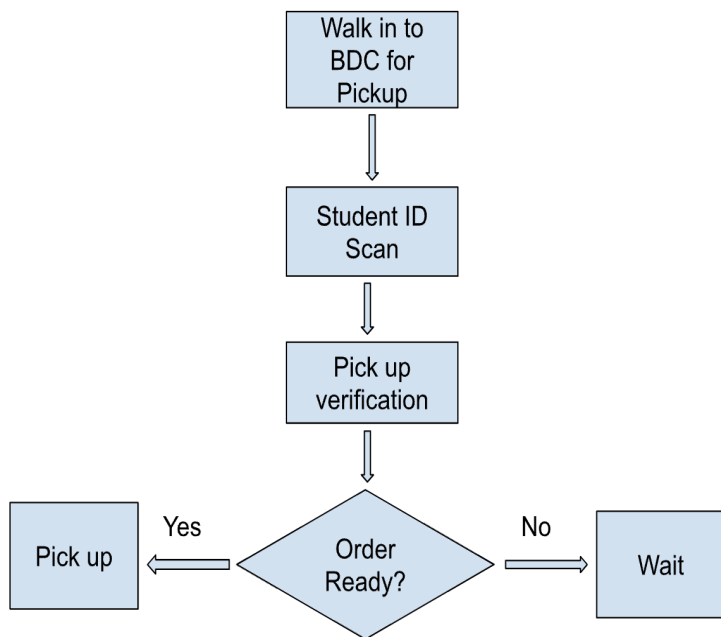 Walk in to
BDC for
Pickup
Student ID
Scan
Pick up
verification
Yes
No
Pick up
Order
Ready?
Wait